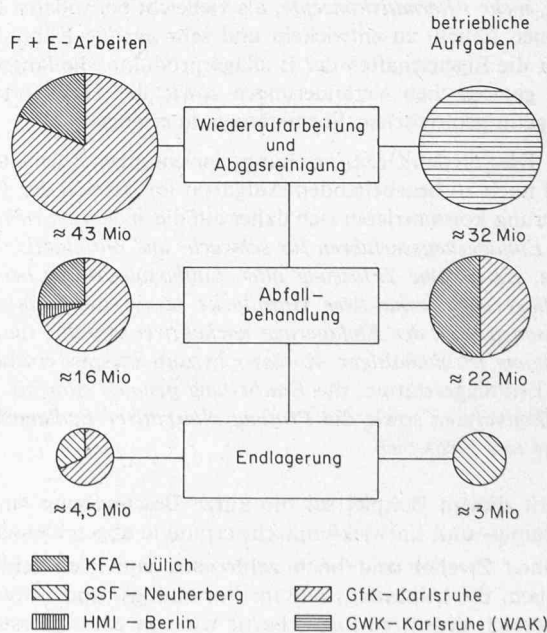 F + E-Arbeiten
betriebliche
Aufgaben
Wiederaufarbeitung
und
Abgasreinigung
≈ 43 Mio
≈ 32 Mio
Abfall-
behandlung
≈ 16 Mio
≈ 22 Mio
Endlagerung
≈ 4,5 Mio
≈ 3 Mio
KFA-Jülich
GSF-Neuherberg
GfK-Karlsruhe
HMI-Berlin
GWK-Karlsruhe (WAK)